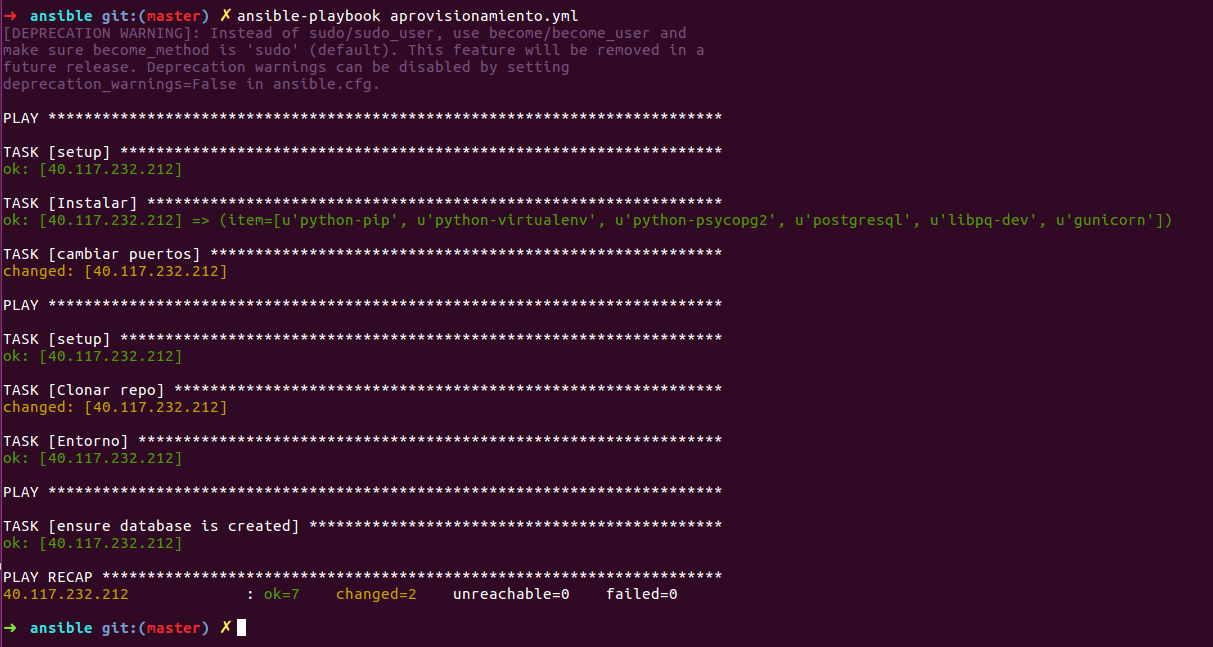 ➜  ansible git:(master) ✗ ansible-playbook aprovisionamiento.yml
[DEPRECATION WARNING]: Instead of sudo/sudo_user, use become/become_user and
make sure become_method is 'sudo' (default). This feature will be removed in a
future release. Deprecation warnings can be disabled by setting
deprecation_warnings=False in ansible.cfg.
PLAY ***************************************************************************
TASK [setup] *******************************************************************
ok: [40.117.232.212]
TASK [Instalar] ****************************************************************
ok: [40.117.232.212] => (item=[u'python-pip', u'python-virtualenv', u'python-psycopg2', u'postgresql', u'libpq-dev', u'gunicorn'])
TASK [cambiar puertos] *********************************************************
changed: [40.117.232.212]
PLAY ***************************************************************************
TASK [setup] *******************************************************************
ok: [40.117.232.212]
TASK [Clonar repo] *************************************************************
changed: [40.117.232.212]
TASK [Entorno] *****************************************************************
ok: [40.117.232.212]
PLAY ***************************************************************************
TASK [ensure database is created] **********************************************
ok: [40.117.232.212]
PLAY RECAP *********************************************************************
40.117.232.212             : ok=7    changed=2    unreachable=0    failed=0
➜  ansible git:(master) ✗